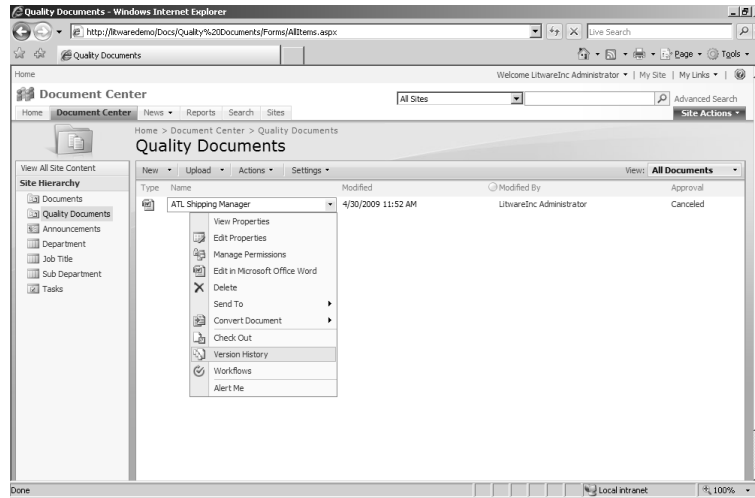 Quality Documents - Windows Internet Explorer
http://litwaredemo/Docs/Quality%20Documents/Forms/AllItems.aspx
Live Search
Quality Documents
Page
Tools
Home
Welcome LitwareInc Administrator
My Site
My Links
Document Center
All Sites
Advanced Search
Home
Document Center
News
Reports
Search
Sites
Site Actions
Home > Document Center > Quality Documents
Quality Documents
View All Site Content
New
Upload
Actions
Settings
View: All Documents
Site Hierarchy
Type
Name
Modified
Modified By
Approval
Documents
Quality Documents
Announcements
Department
Job Title
Sub Department
Tasks
ATL Shipping Manager
4/30/2009 11:52 AM
LitwareInc Administrator
Canceled
View Properties
Edit Properties
Manage Permissions
Edit in Microsoft Office Word
Delete
Send To
Convert Document
Check Out
Version History
Workflows
Alert Me
Done
Local intranet
100%